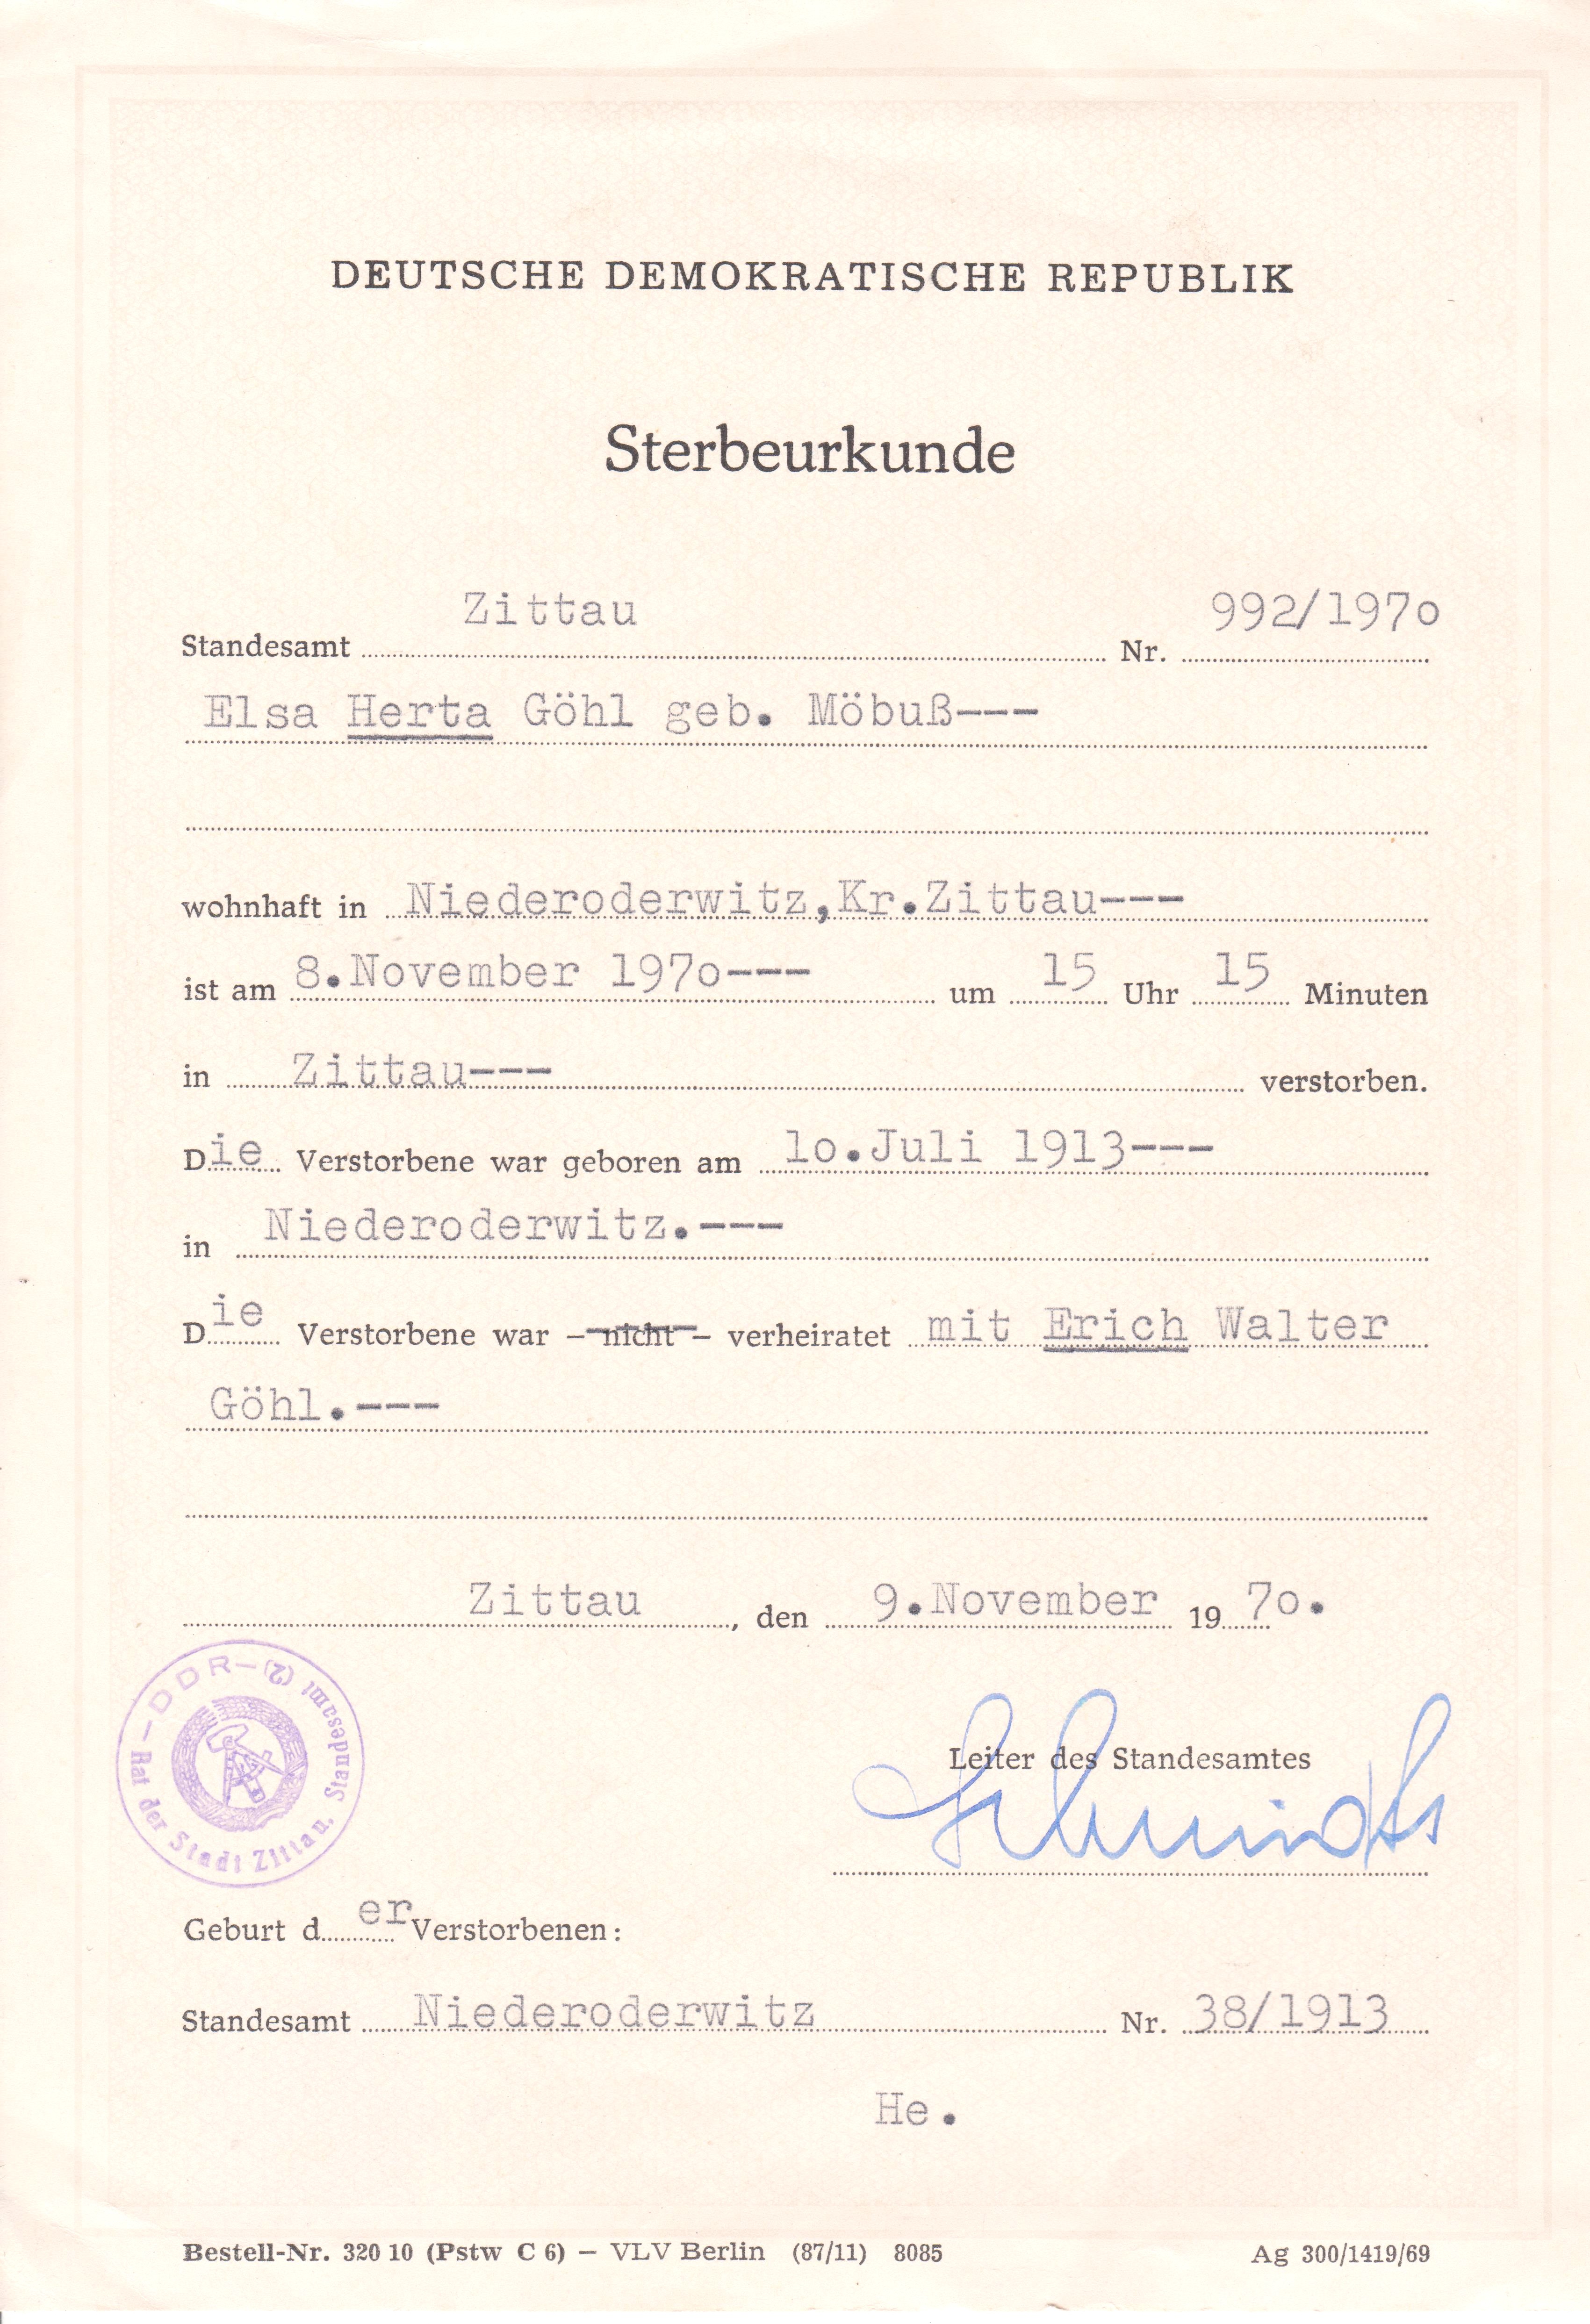 DEUTSCHE DEMOKRATISCHE REPUBLIK
Sterbeurkunde
Standesamt Zittau Nr. 992/197o
Elsa Herta Göhl geb. Möbuß---
wohnhaft in Niederoderwitz,Kr.Zittau---
ist am 8.November 197o--- um 15 Uhr 15 Minuten
in Zittau--- verstorben.
Die Verstorbene war geboren am 1o.Juli 1913---
in Niederoderwitz.---
Die Verstorbene war – nicht – verheiratet mit Erich Walter
Göhl.---
Zittau, den 9.November 1970.
– DDR – (2)
Rat der Stadt Zittau, Standesamt
Leiter des Standesamtes
Schmidt
Geburt der Verstorbenen:
Standesamt Niederoderwitz Nr. 38/1913
He.
Bestell-Nr. 320 10 (Pstw C 6) – VLV Berlin (87/11) 8085 Ag 300/1419/69